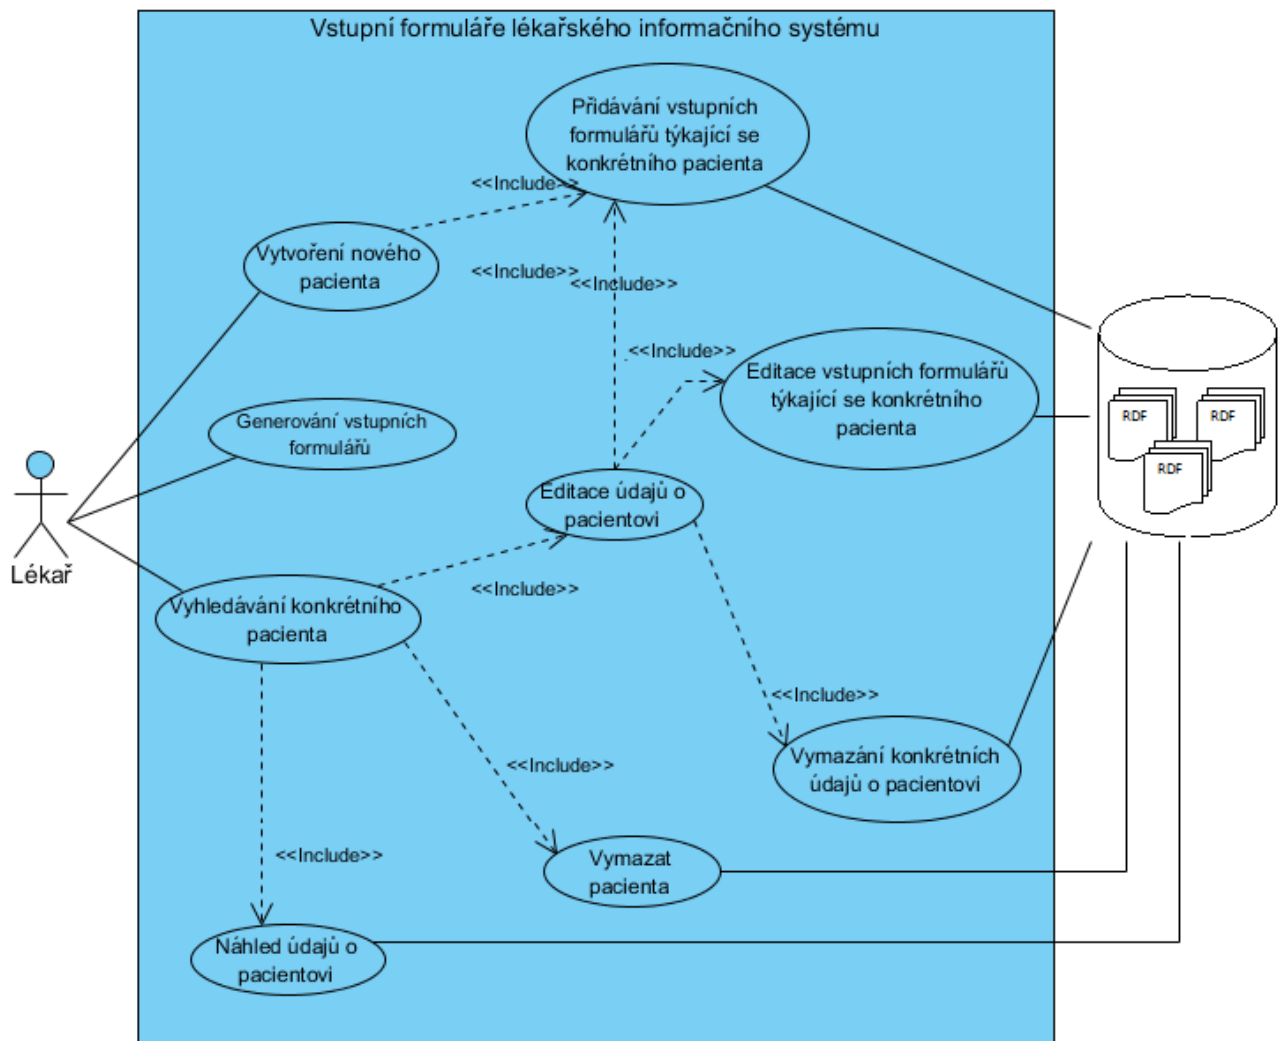 Vstupní formuláře lékařského informačního systému
Přidávání vstupních
formulářů týkající se
konkrétního pacienta
<<Include>>
Vytvoření nového
pacienta
<<Include>>
<<Include>>
<<Include>>
Editace vstupních formulářů
týkající se konkrétního
pacienta
Generování vstupních
formulářů
RDF
RDF
RDF
Editace údajů o
pacientovi
Lékař
<<Include>>
Vyhledávání konkrétního
pacienta
<<Include>>
Vymazání konkrétních
údajů o pacientovi
<<Include>>
<<Include>>
Vymazat
pacienta
Náhled údajů o
pacientovi